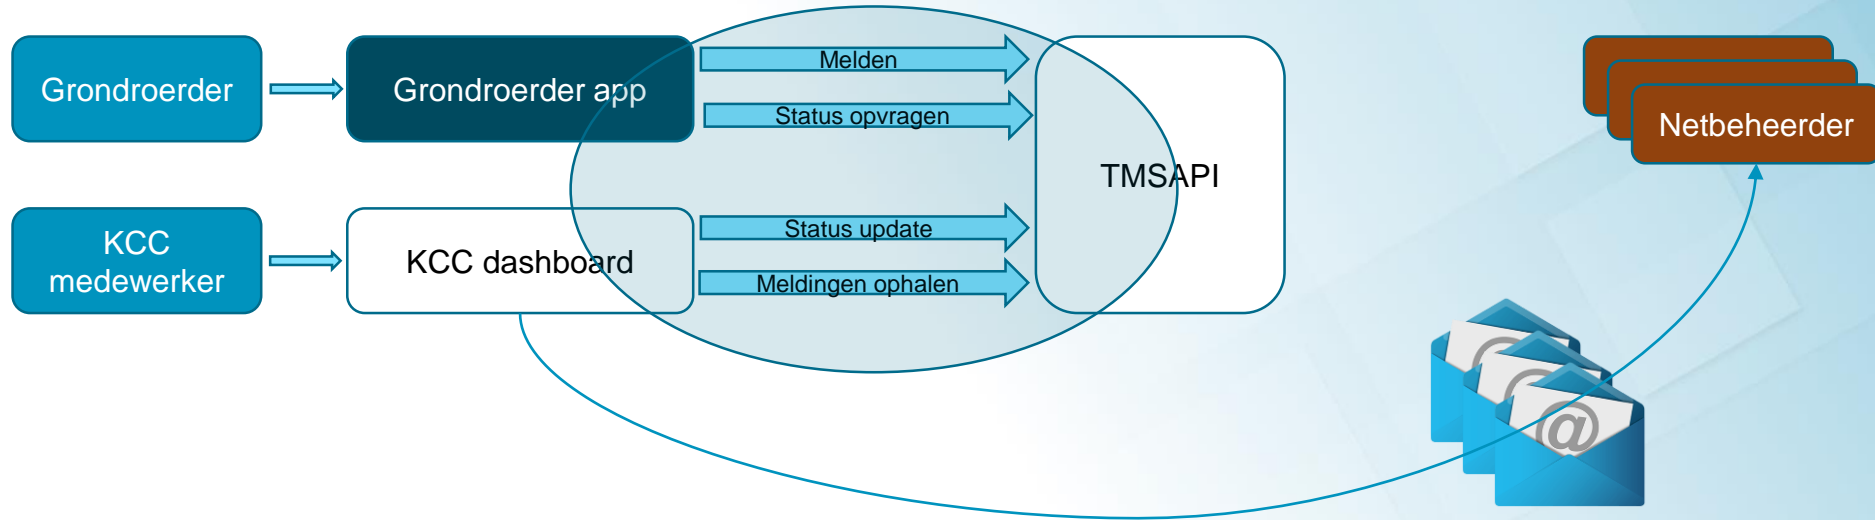 Grondroerder
Grondroerder app
Melden
Status opvragen
TMSAPI
Netbeheerder
KCC
medewerker
KCC dashboard
Status update
Meldingen ophalen
@
@
@